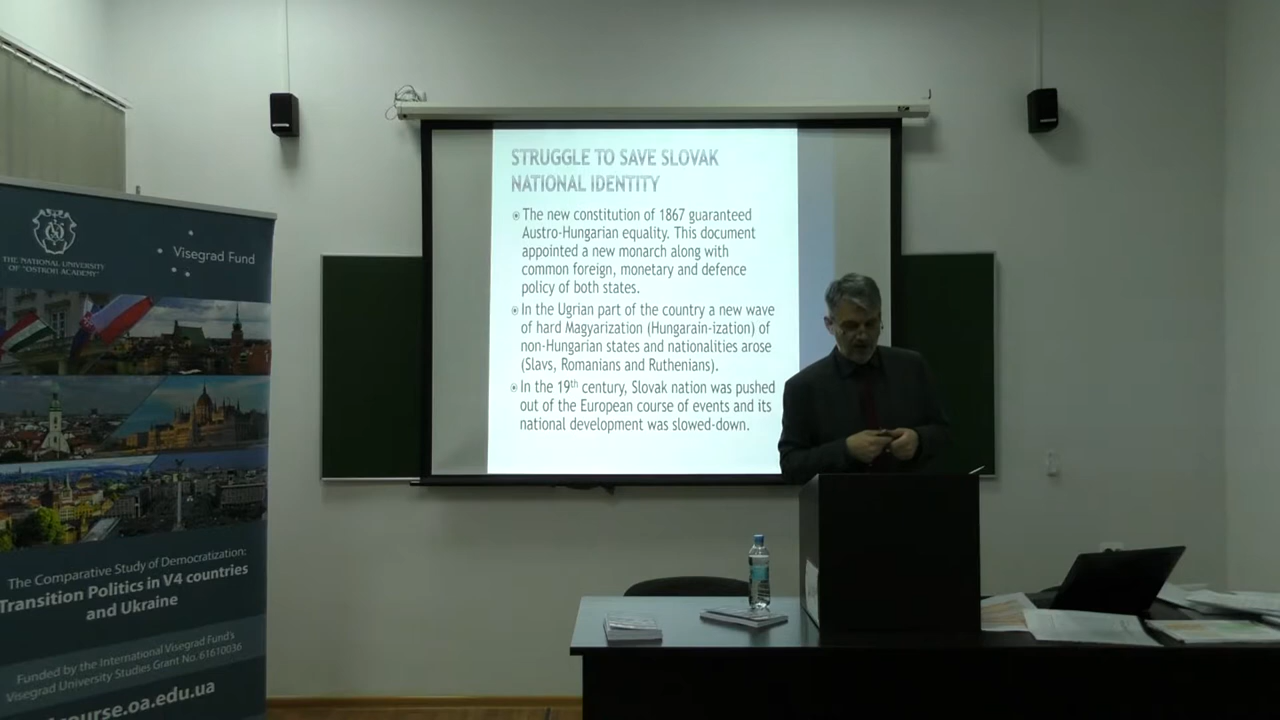 THE NATIONAL UNIVERSITY
OF "OSTROH ACADEMY"
Visegrad Fund
The Comparative Study of Democratization:
Transition Politics in V4 countries
and Ukraine
Funded by the International Visegrad Fund's
Visegrad University Studies Grant No. 61610036
course.oa.edu.ua
STRUGGLE TO SAVE SLOVAK
NATIONAL IDENTITY
The new constitution of 1867 guaranteed
Austro-Hungarian equality. This document
appointed a new monarch along with
common foreign, monetary and defence
policy of both states.
In the Ugrian part of the country a new wave
of hard Magyarization (Hungarain-ization) of
non-Hungarian states and nationalities arose
(Slavs, Romanians and Ruthenians).
In the 19th century, Slovak nation was pushed
out of the European course of events and its
national development was slowed-down.